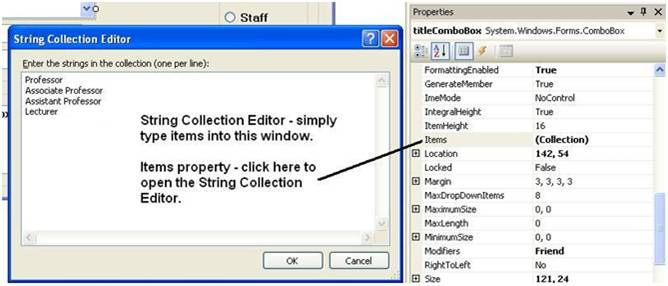 Staff
String Collection Editor
Enter the strings in the collection (one per line):
Professor
Associate Professor
Assistant Professor
Lecturer
String Collection Editor - simply
type items into this window.
Items property - click here to
open the String Collection
Editor.
OK
Cancel
Properties
titleComboBox System.Windows.Forms.ComboBox
FormattingEnabled True
GenerateMember True
ImeMode NoControl
IntegralHeight True
ItemHeight 16
Items (Collection)
Location 142, 54
Locked False
Margin 3, 3, 3, 3
MaxDropDownItems 8
MaximumSize 0, 0
MaxLength 0
MinimumSize 0, 0
Modifiers Friend
RightToLeft No
Size 121, 24